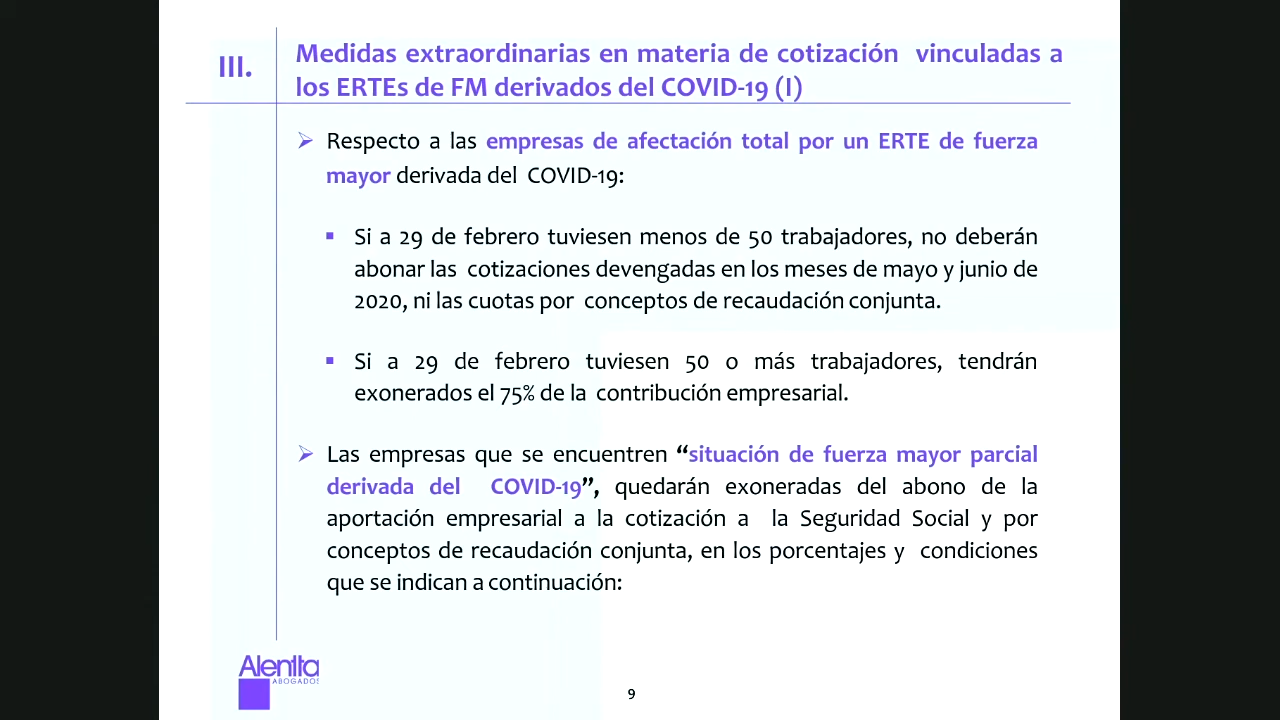 III.
Medidas extraordinarias en materia de cotización vinculadas a
los ERTEs de FM derivados del COVID-19 (I)
Respecto a las empresas de afectación total por un ERTE de fuerza
mayor derivada del COVID-19:
Si a 29 de febrero tuviesen menos de 50 trabajadores, no deberán
abonar las cotizaciones devengadas en los meses de mayo y junio de
2020, ni las cuotas por conceptos de recaudación conjunta.
Si a 29 de febrero tuviesen 50 o más trabajadores, tendrán
exonerados el 75% de la contribución empresarial.
Las empresas que se encuentren “situación de fuerza mayor parcial
derivada del COVID-19”, quedarán exoneradas del abono de la
aportación empresarial a la cotización a la Seguridad Social y por
conceptos de recaudación conjunta, en los porcentajes y condiciones
que se indican a continuación:
ABOGADOS
9